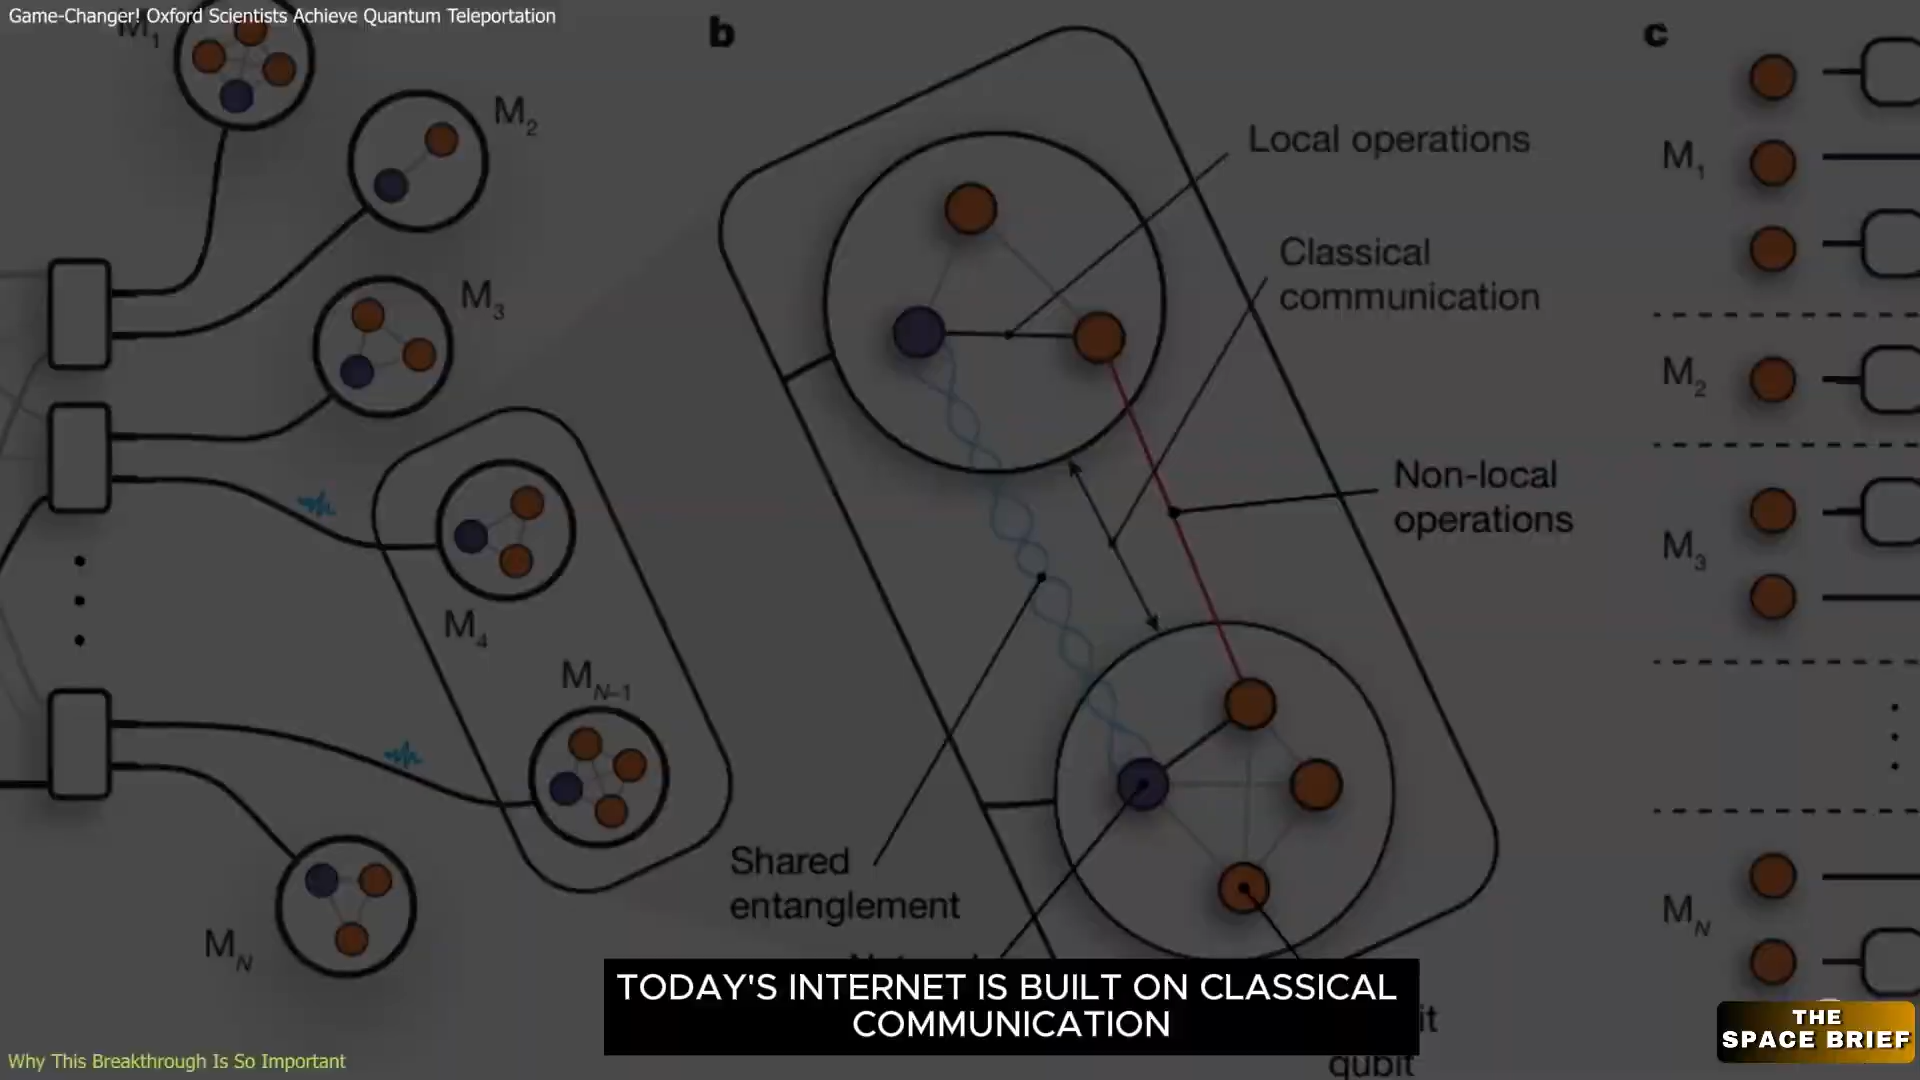 Game-Changer! Oxford Scientists Achieve Quantum Teleportation
M1
M2
M3
M4
MN–1
MN
b
Local operations
Classical
communication
Non-local
operations
Shared
entanglement
qubit
c
M1
M2
M3
MN
TODAY'S INTERNET IS BUILT ON CLASSICAL
COMMUNICATION
Why This Breakthrough Is So Important
THE
SPACE BRIEF